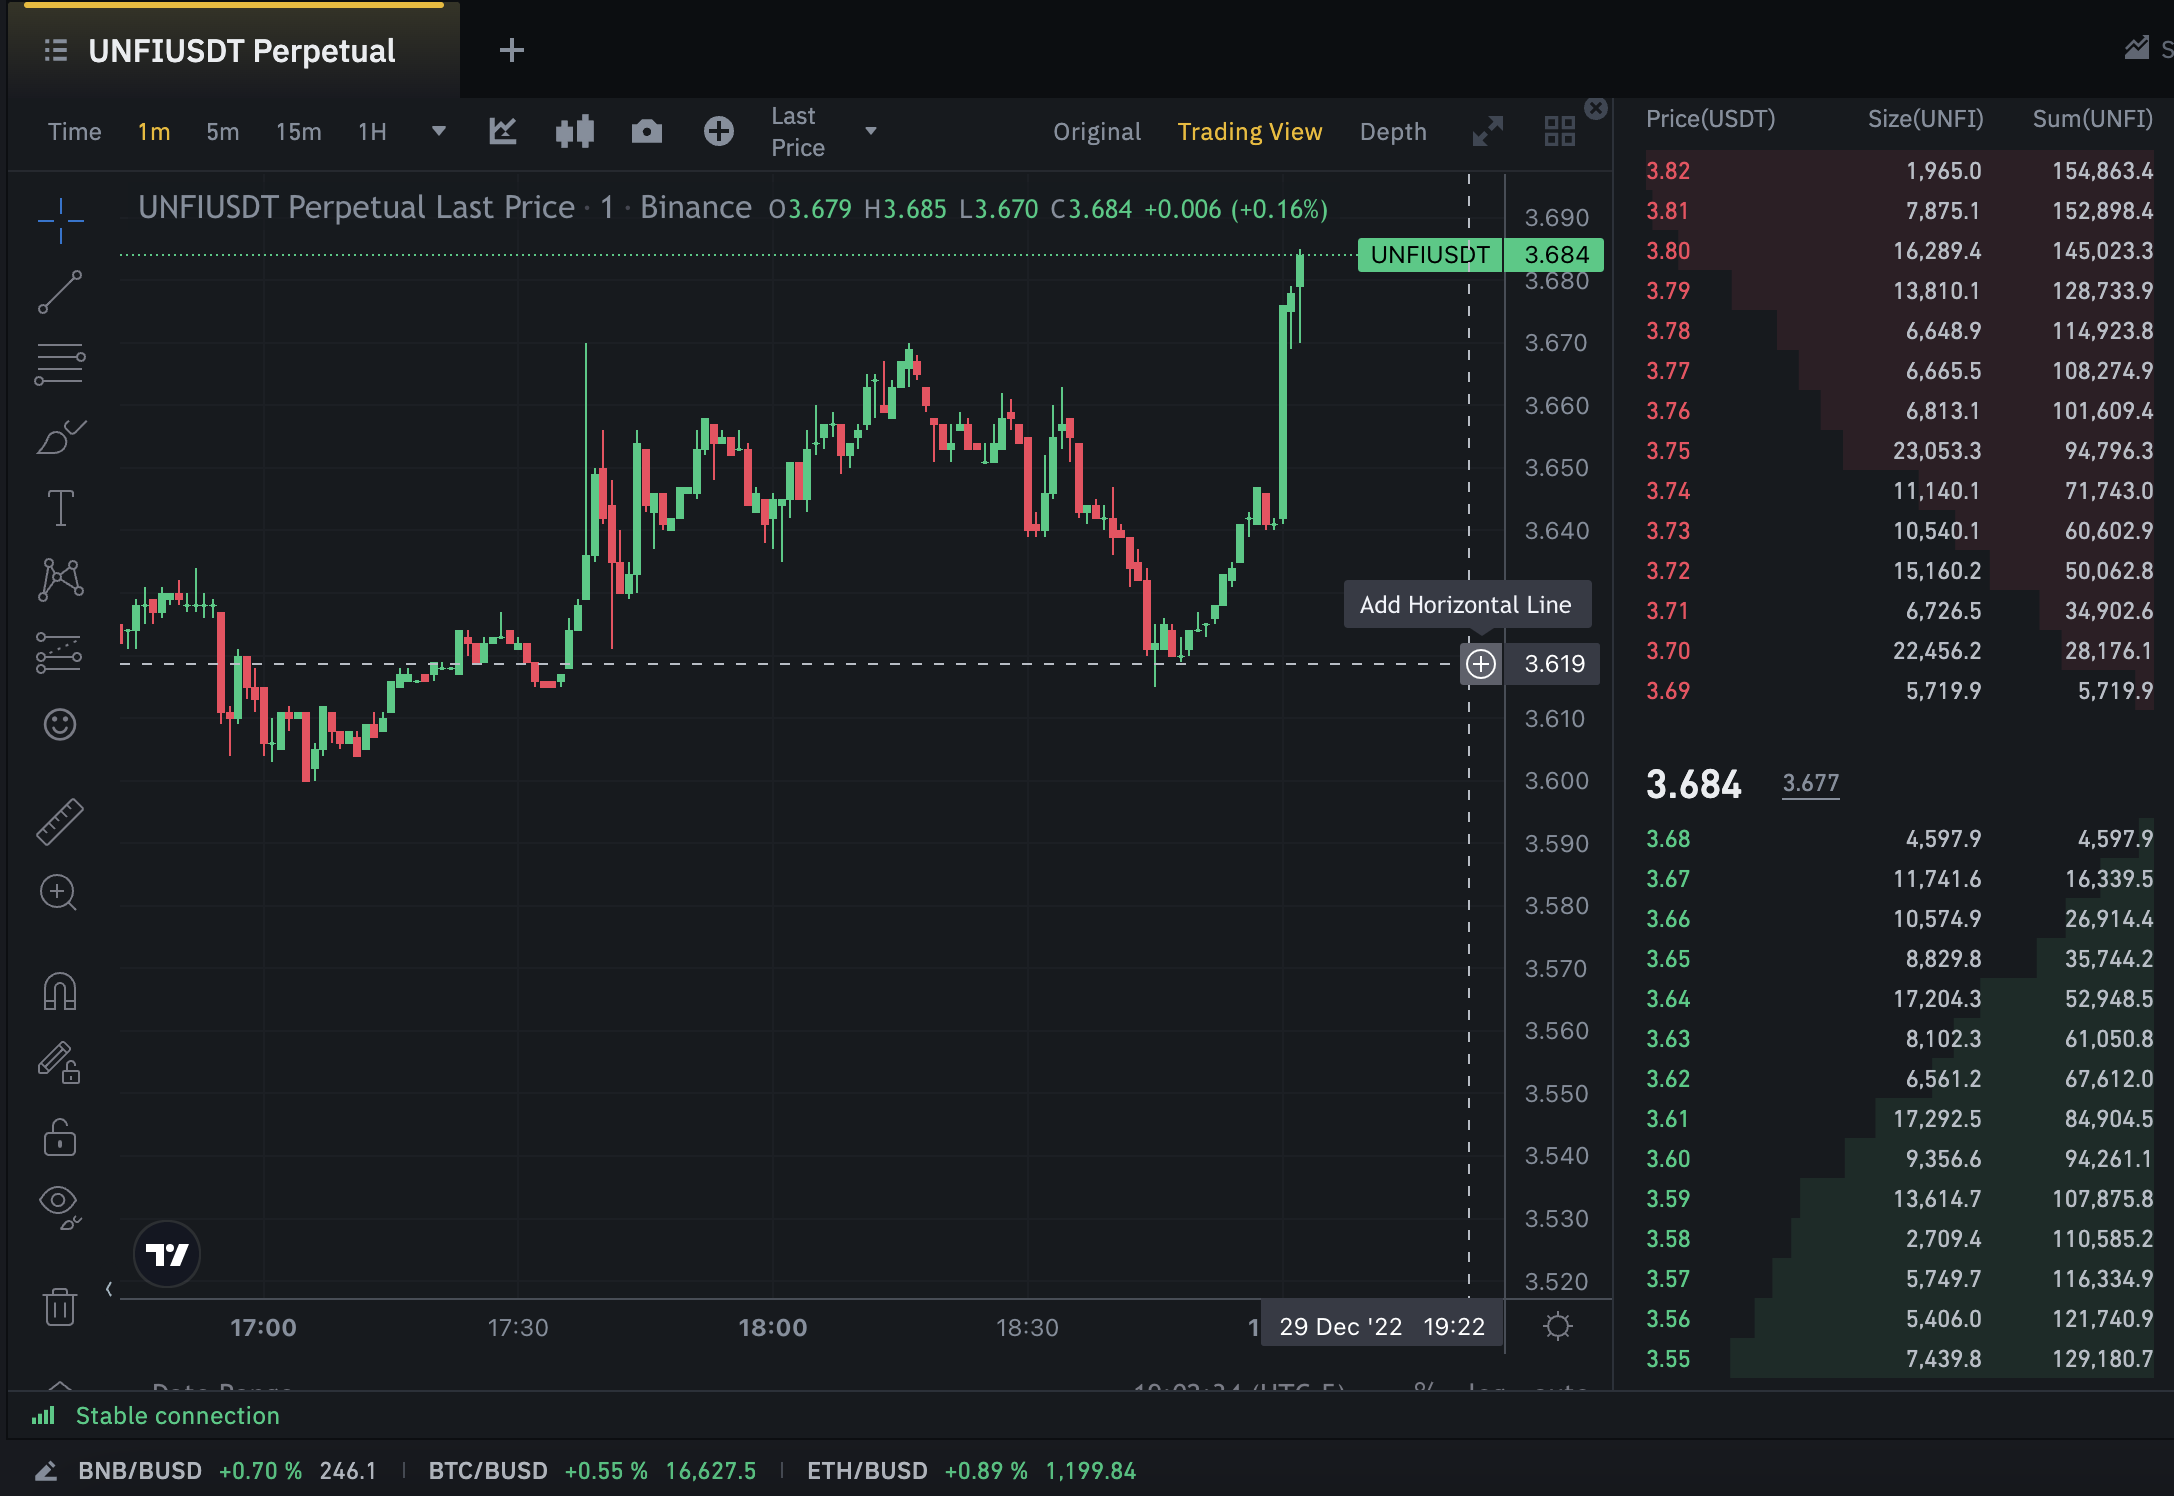 UNFIUSDT Perpetual
Time 1m 5m 15m 1H Last Price Original Trading View Depth
UNFIUSDT Perpetual Last Price · 1 · Binance O3.679 H3.685 L3.670 C3.684 +0.006 (+0.16%)
3.690
UNFIUSDT 3.684
3.680
3.670
3.660
3.650
3.640
Add Horizontal Line
3.619
3.610
3.600
3.590
3.580
3.570
3.560
3.550
3.540
3.530
3.520
17:00 17:30 18:00 18:30 29 Dec '22 19:22
Price(USDT) Size(UNFI) Sum(UNFI)
3.82 1,965.0 154,863.4
3.81 7,875.1 152,898.4
3.80 16,289.4 145,023.3
3.79 13,810.1 128,733.9
3.78 6,648.9 114,923.8
3.77 6,665.5 108,274.9
3.76 6,813.1 101,609.4
3.75 23,053.3 94,796.3
3.74 11,140.1 71,743.0
3.73 10,540.1 60,602.9
3.72 15,160.2 50,062.8
3.71 6,726.5 34,902.6
3.70 22,456.2 28,176.1
3.69 5,719.9 5,719.9
3.684 3.677
3.68 4,597.9 4,597.9
3.67 11,741.6 16,339.5
3.66 10,574.9 26,914.4
3.65 8,829.8 35,744.2
3.64 17,204.3 52,948.5
3.63 8,102.3 61,050.8
3.62 6,561.2 67,612.0
3.61 17,292.5 84,904.5
3.60 9,356.6 94,261.1
3.59 13,614.7 107,875.8
3.58 2,709.4 110,585.2
3.57 5,749.7 116,334.9
3.56 5,406.0 121,740.9
3.55 7,439.8 129,180.7
Stable connection
BNB/BUSD +0.70 % 246.1 BTC/BUSD +0.55 % 16,627.5 ETH/BUSD +0.89 % 1,199.84